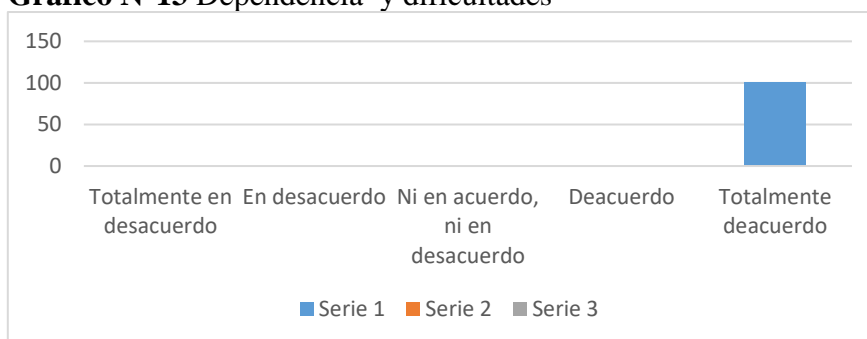 Gráfico Nº13 Dependencia y dificultades
150
100
50
0
Totalmente en desacuerdo
En desacuerdo
Ni en acuerdo, ni en desacuerdo
Deacuerdo
Totalmente deacuerdo
Serie 1
Serie 2
Serie 3